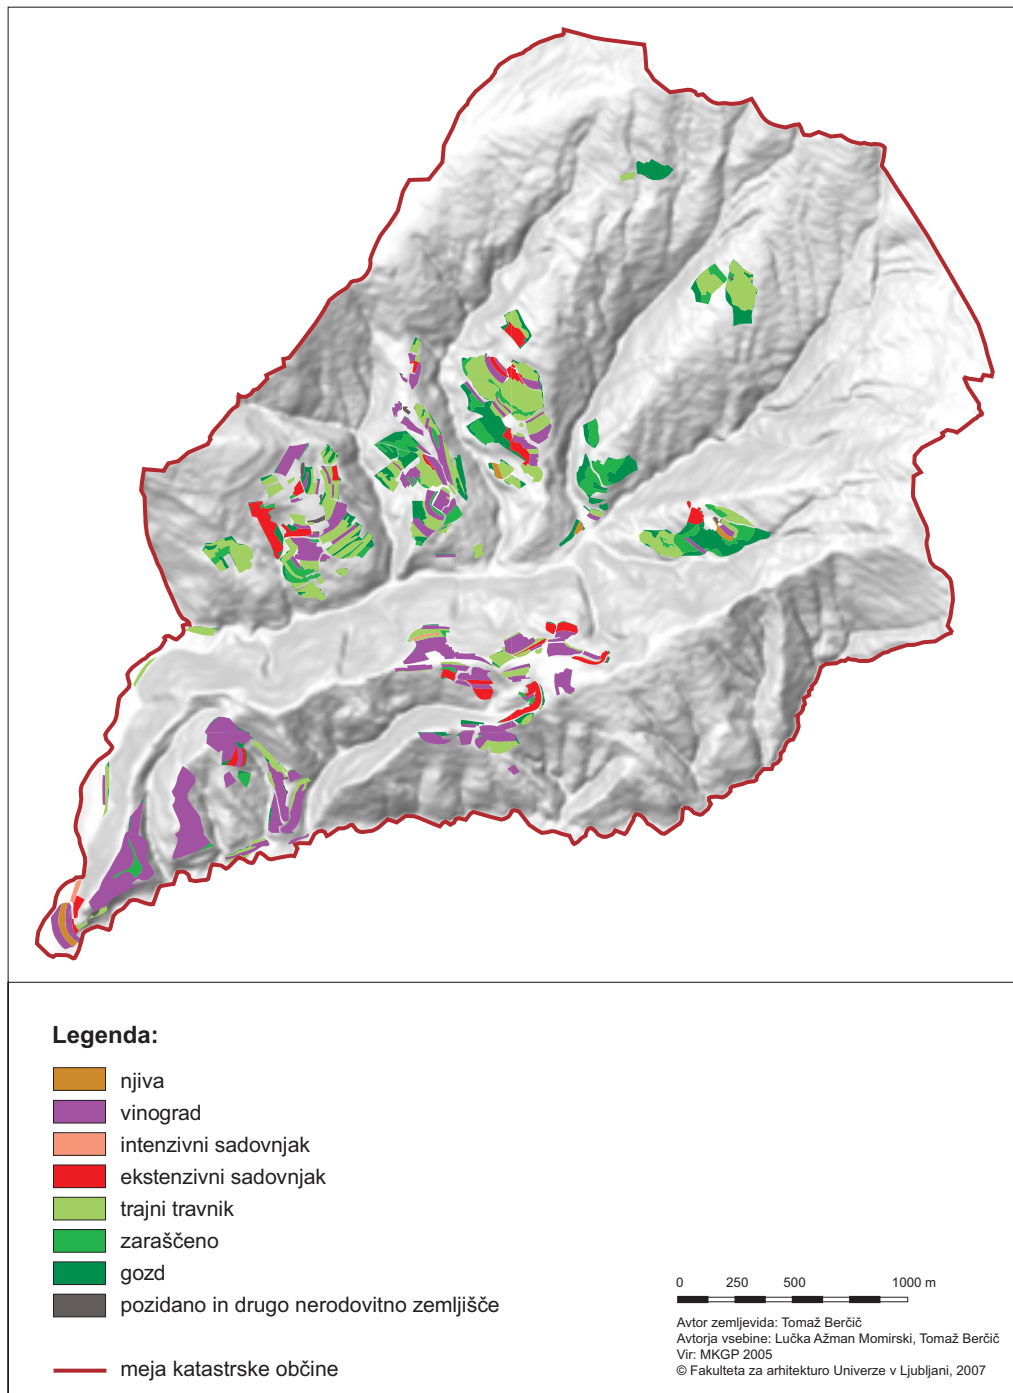 Legenda:
njiva
vinograd
intenzivni sadovnjak
ekstenzivni sadovnjak
trajni travnik
zaraščeno
gozd
pozidano in drugo nerodovitno zemljišče
meja katastrske občine
0 250 500 1000 m
Avtor zemljevida: Tomaž Berčič
Avtorja vsebine: Lučka Ažman Momirski, Tomaž Berčič
Vir: MKGP 2005
© Fakulteta za arhitekturo Univerze v Ljubljani, 2007